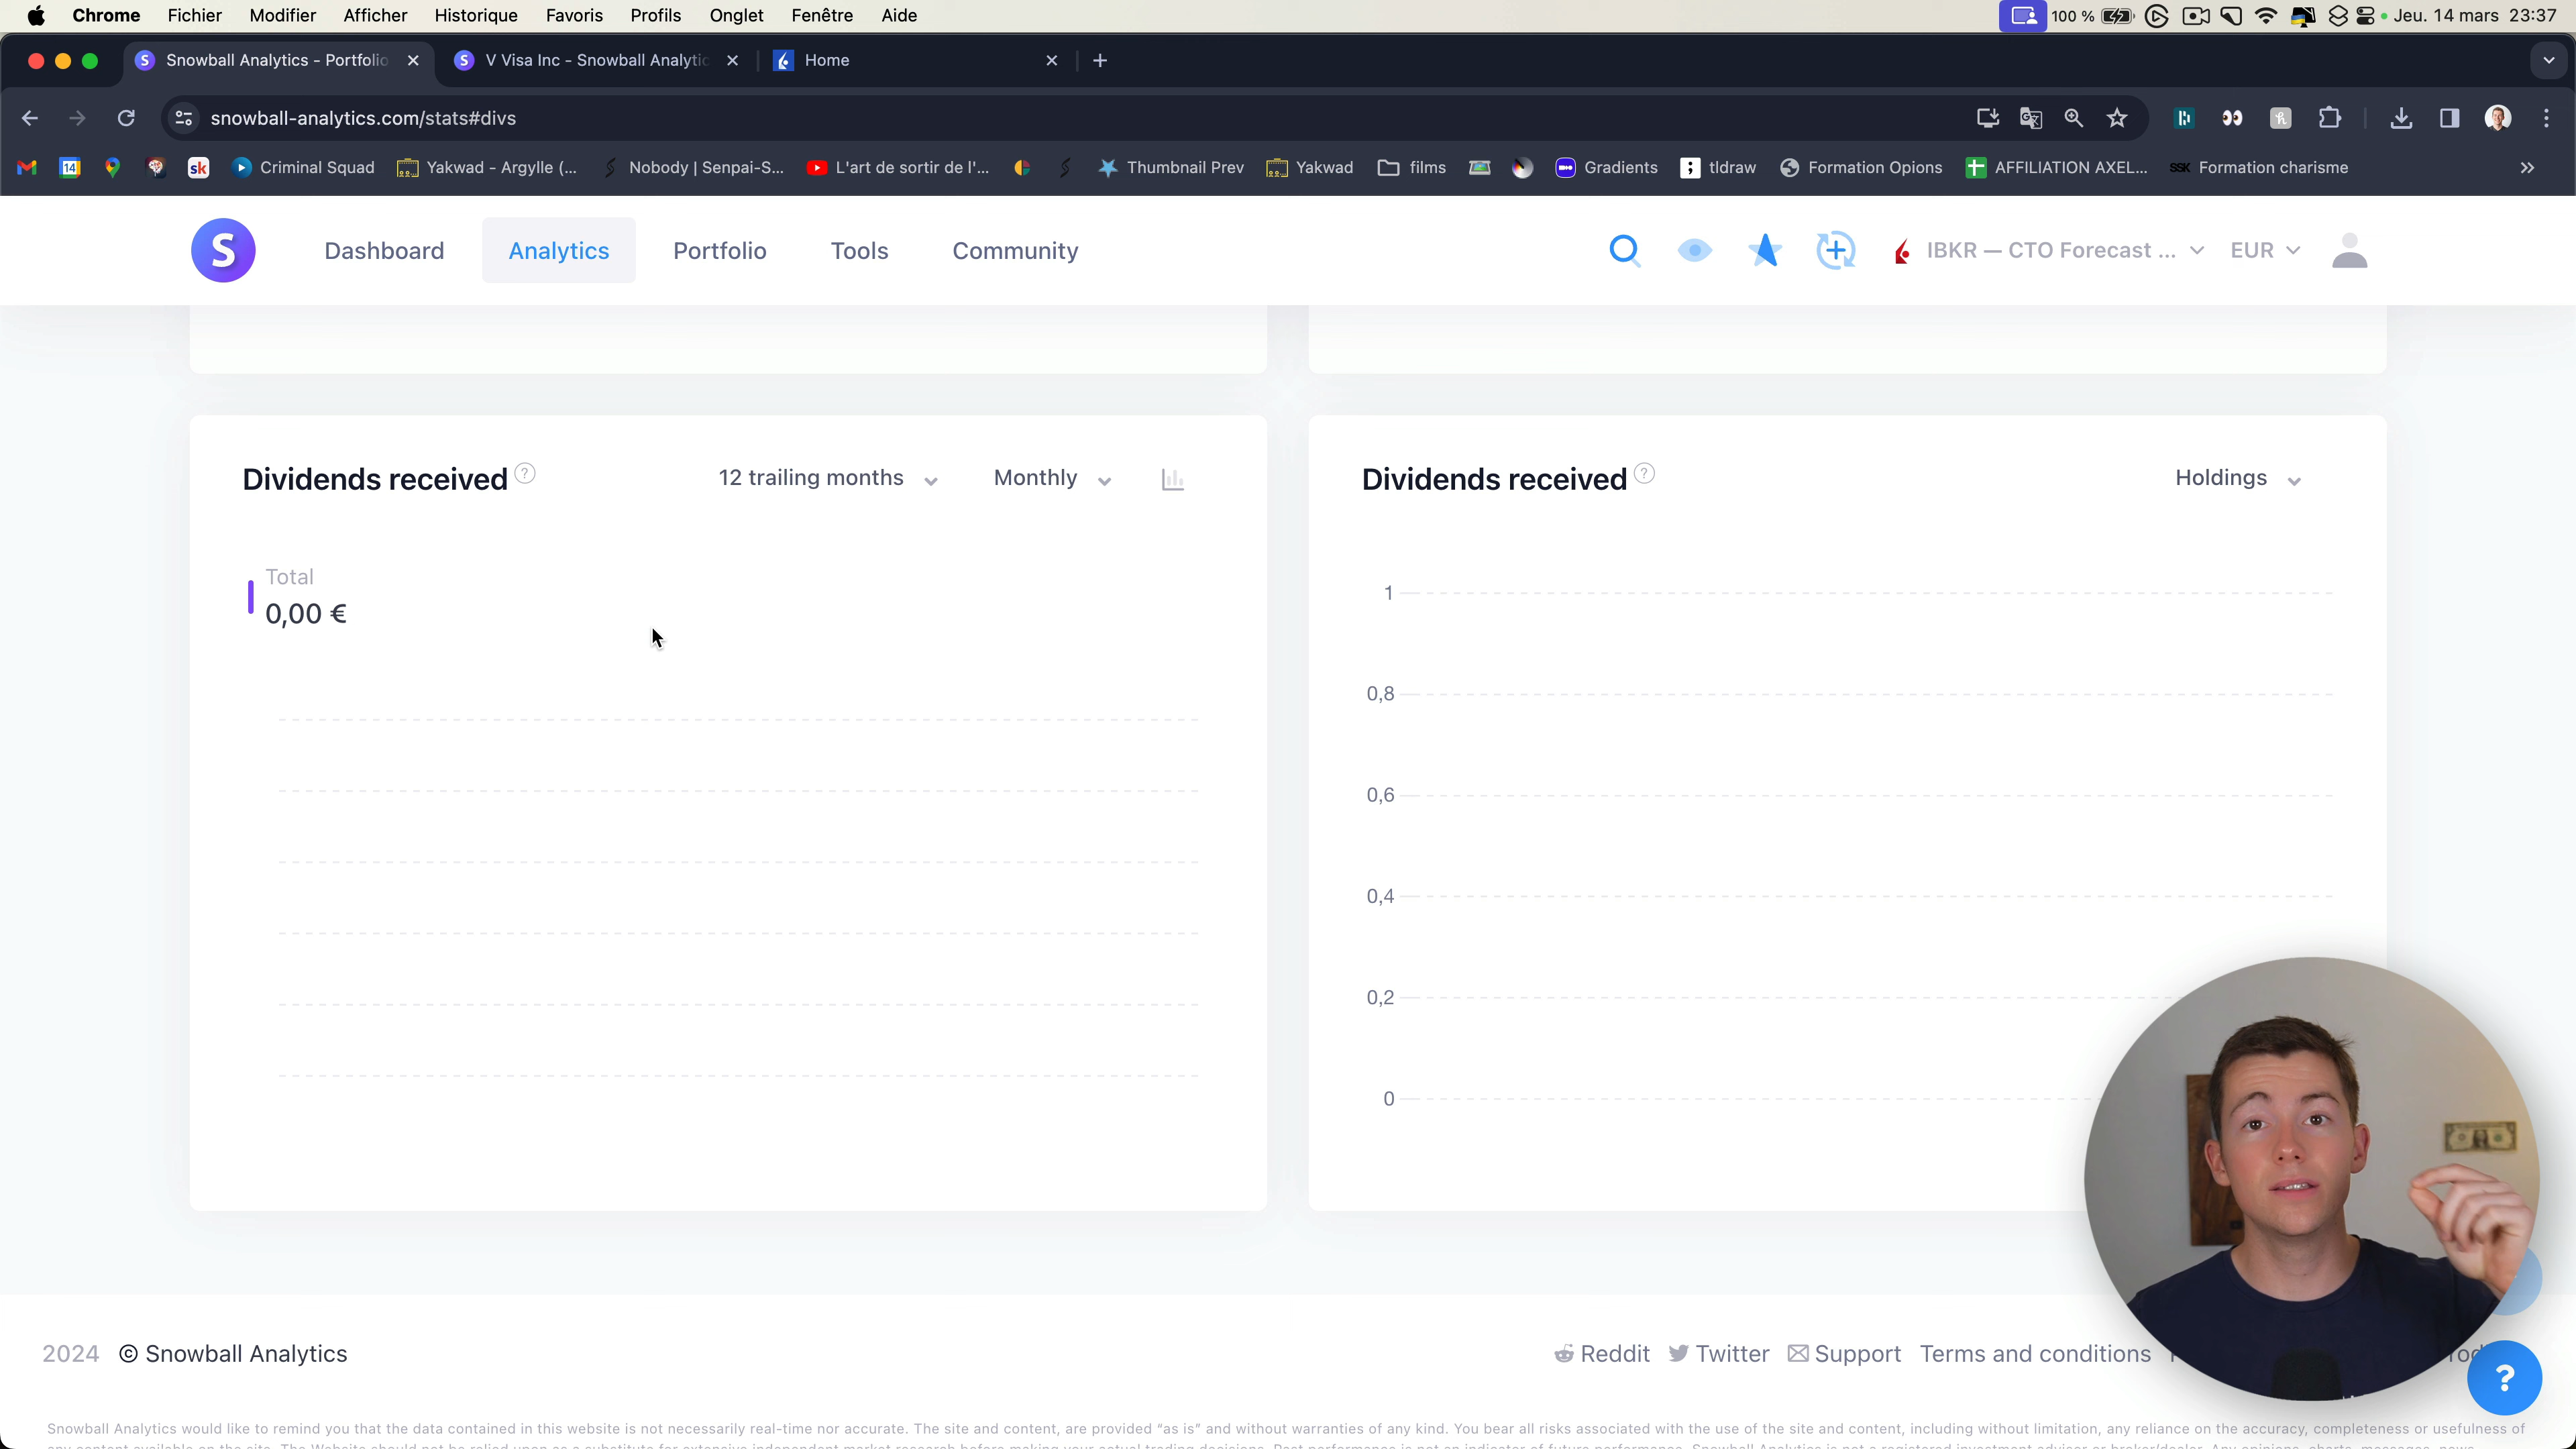 Chrome Fichier Modifier Afficher Historique Favoris Profils Onglet Fenêtre Aide 100 % Jeu. 14 mars 23:37
Snowball Analytics - Portfolio V Visa Inc - Snowball Analytic Home
snowball-analytics.com/stats#divs
14 sk Criminal Squad Yakwad - Argylle (... Nobody | Senpai-S... L'art de sortir de l'... Thumbnail Prev Yakwad films Gradients tldraw Formation Opions AFFILIATION AXEL... SSK Formation charisme
S Dashboard Analytics Portfolio Tools Community IBKR — CTO Forecast ... EUR
Dividends received ? 12 trailing months Monthly
Total
0,00 €
Dividends received ? Holdings
1
0,8
0,6
0,4
0,2
0
2024 © Snowball Analytics Reddit Twitter Support Terms and conditions
?
Snowball Analytics would like to remind you that the data contained in this website is not necessarily real-time nor accurate. The site and content, are provided “as is” and without warranties of any kind. You bear all risks associated with the use of the site and content, including without limitation, any reliance on the accuracy, completeness or usefulness of